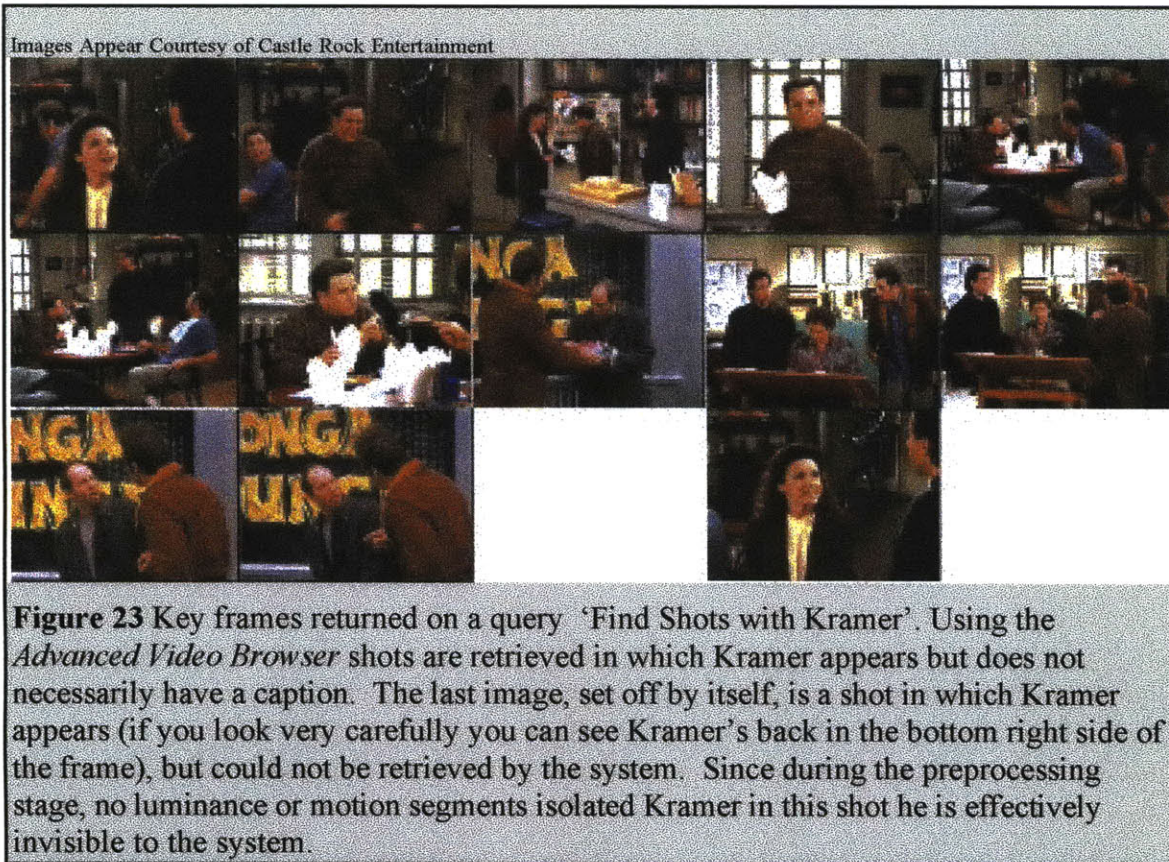 Images Appear Courtesy of Castle Rock Entertainment
NGA
ONGA
ONGA
Figure 23 Key frames returned on a query 'Find Shots with Kramer'. Using the
Advanced Video Browser shots are retrieved in which Kramer appears but does not
necessarily have a caption. The last image, set off by itself, is a shot in which Kramer
appears (if you look very carefully you can see Kramer's back in the bottom right side of
the frame), but could not be retrieved by the system. Since during the preprocessing
stage, no luminance or motion segments isolated Kramer in this shot he is effectively
invisible to the system.